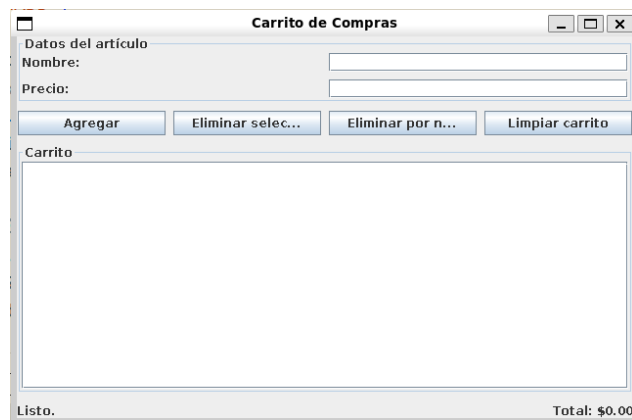 Carrito de Compras
Datos del artículo
Nombre:
Precio:
Agregar Eliminar selec... Eliminar por n... Limpiar carrito
Carrito
Listo. Total: $0.00